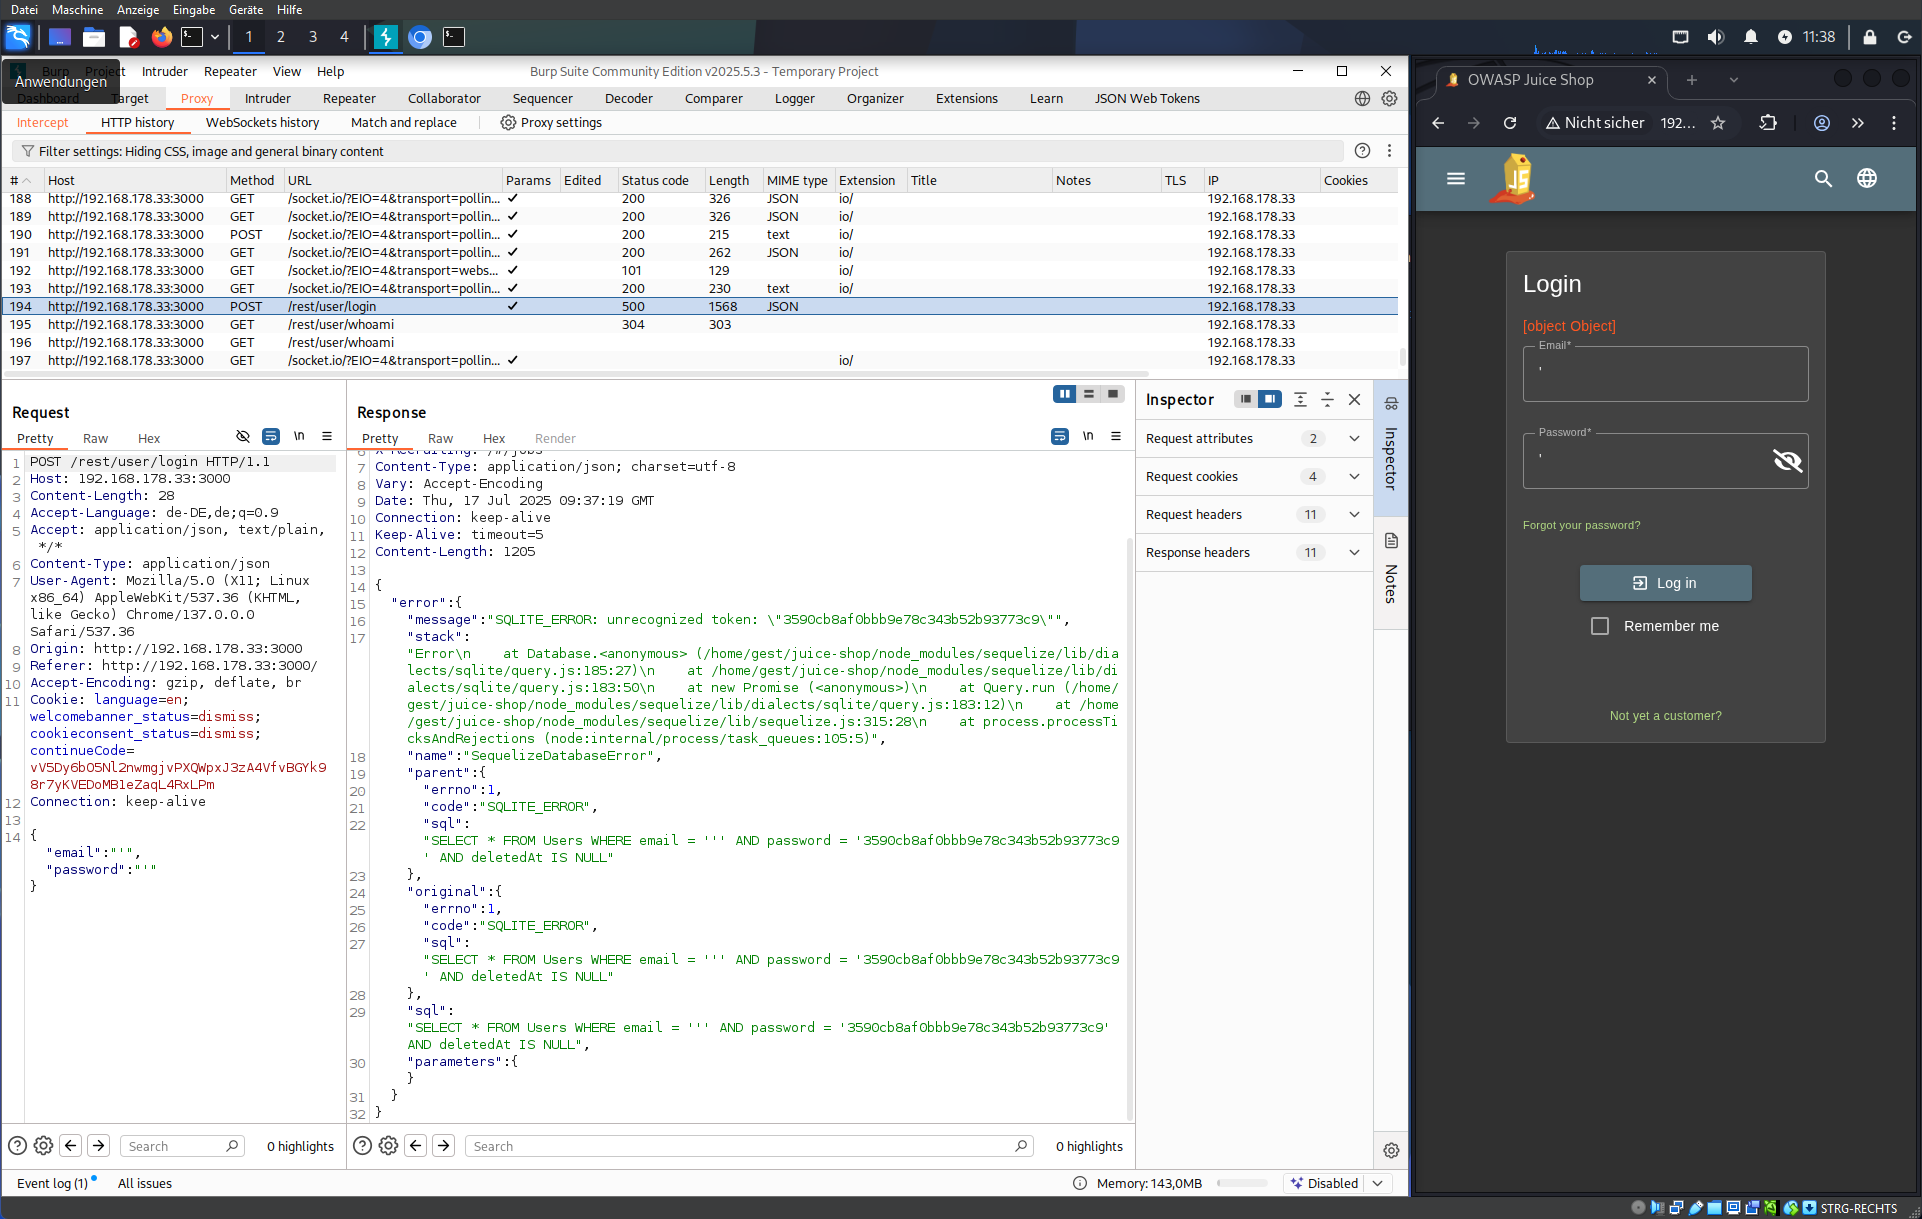 Datei Maschine Anzeige Eingabe Geräte Hilfe
1 2 3 4 11:38
Burp Project Intruder Repeater View Help Burp Suite Community Edition v2025.5.3 - Temporary Project
Anwendungen
Dashboard Target Proxy Intruder Repeater Collaborator Sequencer Decoder Comparer Logger Organizer Extensions Learn JSON Web Tokens
Intercept HTTP history WebSockets history Match and replace Proxy settings
Filter settings: Hiding CSS, image and general binary content
# Host Method URL Params Edited Status code Length MIME type Extension Title Notes TLS IP Cookies
188 http://192.168.178.33:3000 GET /socket.io/?EIO=4&transport=pollin... ✓ 200 326 JSON io/ 192.168.178.33
189 http://192.168.178.33:3000 GET /socket.io/?EIO=4&transport=pollin... ✓ 200 326 JSON io/ 192.168.178.33
190 http://192.168.178.33:3000 POST /socket.io/?EIO=4&transport=pollin... ✓ 200 215 text io/ 192.168.178.33
191 http://192.168.178.33:3000 GET /socket.io/?EIO=4&transport=pollin... ✓ 200 262 JSON io/ 192.168.178.33
192 http://192.168.178.33:3000 GET /socket.io/?EIO=4&transport=webs... ✓ 101 129 io/ 192.168.178.33
193 http://192.168.178.33:3000 GET /socket.io/?EIO=4&transport=pollin... ✓ 200 230 text io/ 192.168.178.33
194 http://192.168.178.33:3000 POST /rest/user/login ✓ 500 1568 JSON 192.168.178.33
195 http://192.168.178.33:3000 GET /rest/user/whoami 304 303 192.168.178.33
196 http://192.168.178.33:3000 GET /rest/user/whoami 192.168.178.33
197 http://192.168.178.33:3000 GET /socket.io/?EIO=4&transport=pollin... ✓ io/ 192.168.178.33
Request
Pretty Raw Hex \n
1 POST /rest/user/login HTTP/1.1
2 Host: 192.168.178.33:3000
3 Content-Length: 28
4 Accept-Language: de-DE,de;q=0.9
5 Accept: application/json, text/plain,
*/*
6 Content-Type: application/json
7 User-Agent: Mozilla/5.0 (X11; Linux
x86_64) AppleWebKit/537.36 (KHTML,
like Gecko) Chrome/137.0.0.0
Safari/537.36
8 Origin: http://192.168.178.33:3000
9 Referer: http://192.168.178.33:3000/
10 Accept-Encoding: gzip, deflate, br
11 Cookie: language=en;
welcomebanner_status=dismiss;
cookieconsent_status=dismiss;
continueCode=
vV5Dy6bO5Nl2nwmgjvPXQWpxJ3zA4VfvBGYk9
8r7yKVEDoMB1eZaqL4RxLPm
12 Connection: keep-alive
13
14 {
"email":"'",
"password":"'"
}
Search 0 highlights
Response
Pretty Raw Hex Render \n
6 X-Recruiting: /#/jobs
7 Content-Type: application/json; charset=utf-8
8 Vary: Accept-Encoding
9 Date: Thu, 17 Jul 2025 09:37:19 GMT
10 Connection: keep-alive
11 Keep-Alive: timeout=5
12 Content-Length: 1205
13
14 {
15 "error":{
16 "message":"SQLITE_ERROR: unrecognized token: \"3590cb8af0bbb9e78c343b52b93773c9\"",
17 "stack":
"Error\n    at Database.<anonymous> (/home/gest/juice-shop/node_modules/sequelize/lib/dia
lects/sqlite/query.js:185:27)\n    at /home/gest/juice-shop/node_modules/sequelize/lib/di
alects/sqlite/query.js:183:50\n    at new Promise (<anonymous>)\n    at Query.run (/home/
gest/juice-shop/node_modules/sequelize/lib/dialects/sqlite/query.js:183:12)\n    at /home
/gest/juice-shop/node_modules/sequelize/lib/sequelize.js:315:28\n    at process.processTi
cksAndRejections (node:internal/process/task_queues:105:5)",
18 "name":"SequelizeDatabaseError",
19 "parent":{
20 "errno":1,
21 "code":"SQLITE_ERROR",
22 "sql":
"SELECT * FROM Users WHERE email = ''' AND password = '3590cb8af0bbb9e78c343b52b93773c9
' AND deletedAt IS NULL"
23 },
24 "original":{
25 "errno":1,
26 "code":"SQLITE_ERROR",
27 "sql":
"SELECT * FROM Users WHERE email = ''' AND password = '3590cb8af0bbb9e78c343b52b93773c9
' AND deletedAt IS NULL"
28 },
29 "sql":
"SELECT * FROM Users WHERE email = ''' AND password = '3590cb8af0bbb9e78c343b52b93773c9'
AND deletedAt IS NULL",
30 "parameters":{
}
31 }
32 }
Search 0 highlights
Inspector
Request attributes 2
Request cookies 4
Request headers 11
Response headers 11
Inspector
Notes
Event log (1) All issues Memory: 143,0MB Disabled
OWASP Juice Shop
Nicht sicher 192...
JS
Login
[object Object]
Email*
'
Password*
'
Forgot your password?
Log in
Remember me
Not yet a customer?
STRG-RECHTS